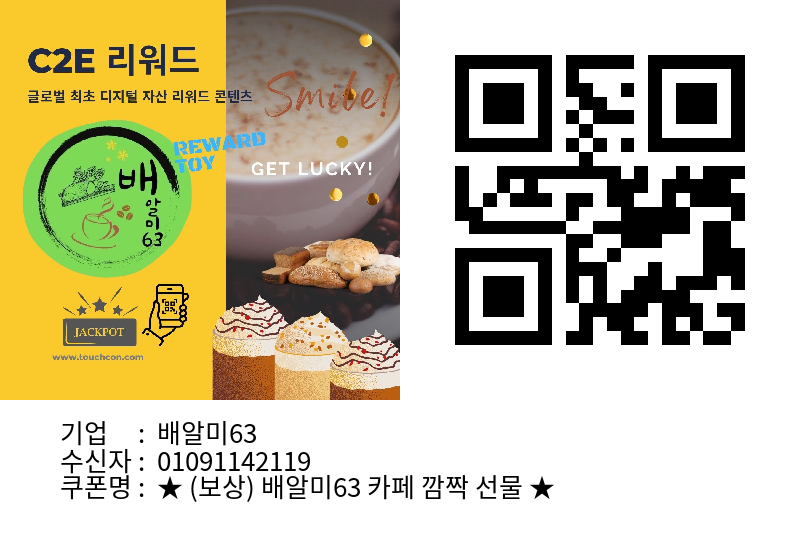 C2E 리워드
글로벌 최초 디지털 자산 리워드 콘텐츠
Smile!
REWARD
TOY
GET LUCKY!
배
알
미
63
JACKPOT
www.touchcon.com
기업 : 배알미63
수신자 : 01091142119
쿠폰명 : ★ (보상) 배알미63 카페 깜짝 선물 ★